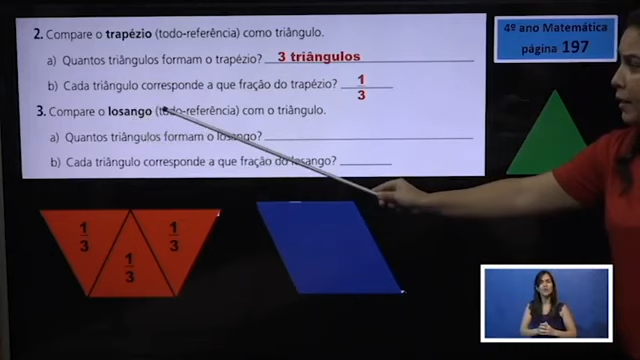 2. Compare o trapézio (todo-referência) como triângulo.
a) Quantos triângulos formam o trapézio? 3 triângulos
b) Cada triângulo corresponde a que fração do trapézio? 1/3
3. Compare o losango (todo-referência) com o triângulo.
a) Quantos triângulos formam o losango?
b) Cada triângulo corresponde a que fração do losango?
4º ano Matemática
página 197
1/3 1/3
1/3